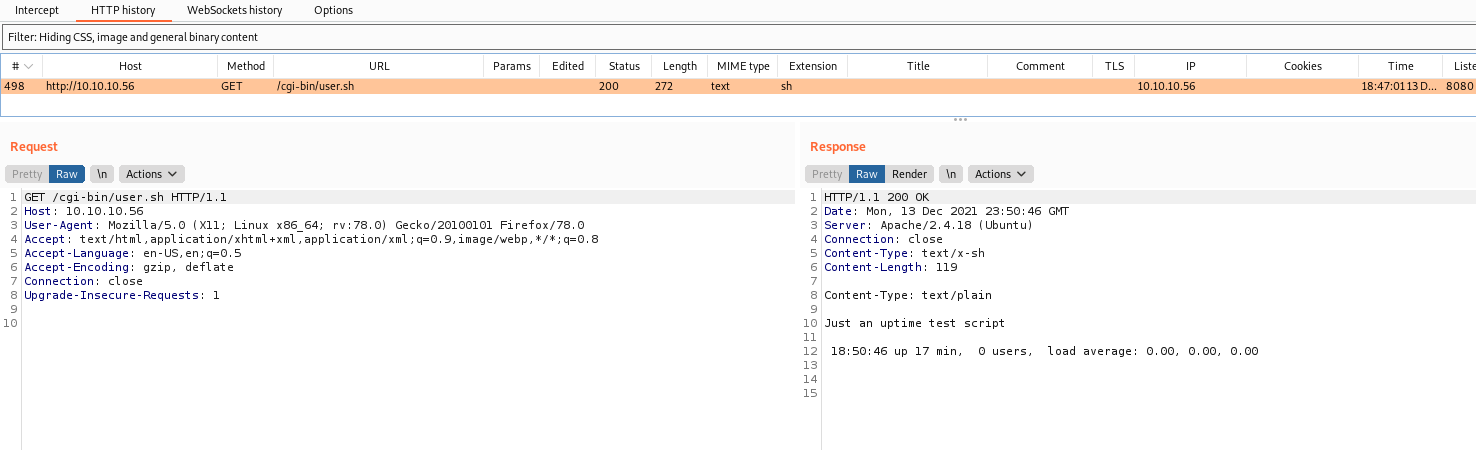 Intercept HTTP history WebSockets history Options
Filter: Hiding CSS, image and general binary content
# Host Method URL Params Edited Status Length MIME type Extension Title Comment TLS IP Cookies Time Liste
498 http://10.10.10.56 GET /cgi-bin/user.sh 200 272 text sh 10.10.10.56 18:47:01 13 D... 8080
Request
Pretty Raw \n Actions
1 GET /cgi-bin/user.sh HTTP/1.1
2 Host: 10.10.10.56
3 User-Agent: Mozilla/5.0 (X11; Linux x86_64; rv:78.0) Gecko/20100101 Firefox/78.0
4 Accept: text/html,application/xhtml+xml,application/xml;q=0.9,image/webp,*/*;q=0.8
5 Accept-Language: en-US,en;q=0.5
6 Accept-Encoding: gzip, deflate
7 Connection: close
8 Upgrade-Insecure-Requests: 1
9
10
Response
Pretty Raw Render \n Actions
1 HTTP/1.1 200 OK
2 Date: Mon, 13 Dec 2021 23:50:46 GMT
3 Server: Apache/2.4.18 (Ubuntu)
4 Connection: close
5 Content-Type: text/x-sh
6 Content-Length: 119
7
8 Content-Type: text/plain
9
10 Just an uptime test script
11
12 18:50:46 up 17 min, 0 users, load average: 0.00, 0.00, 0.00
13
14
15